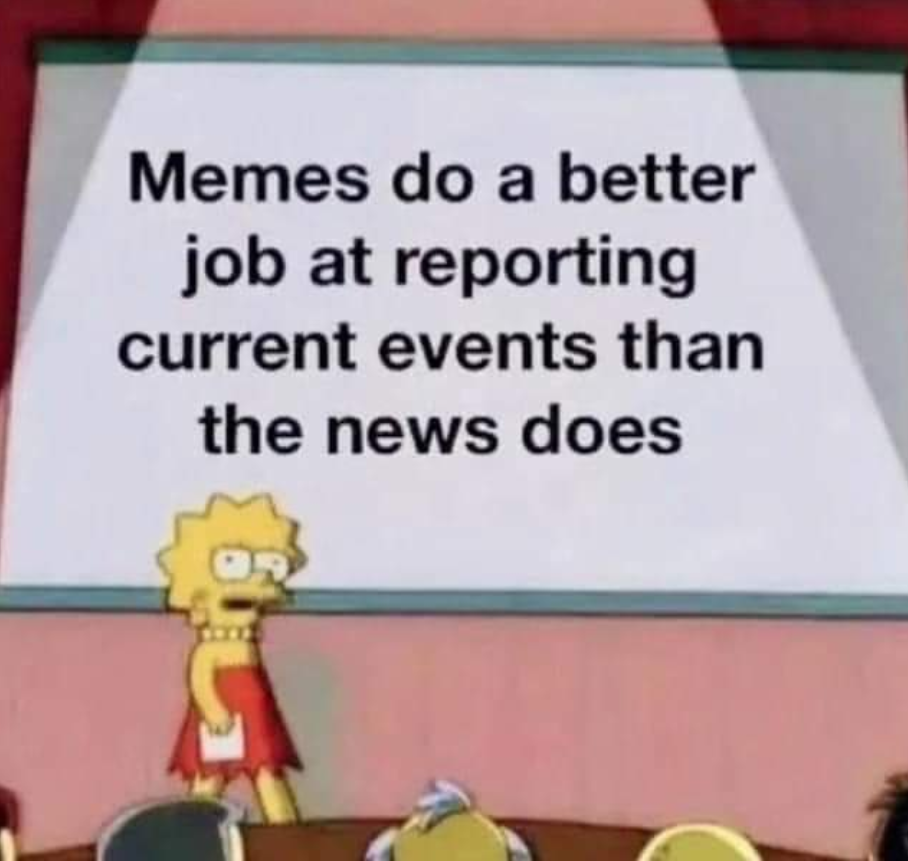 Memes do a better
job at reporting
current events than
the news does